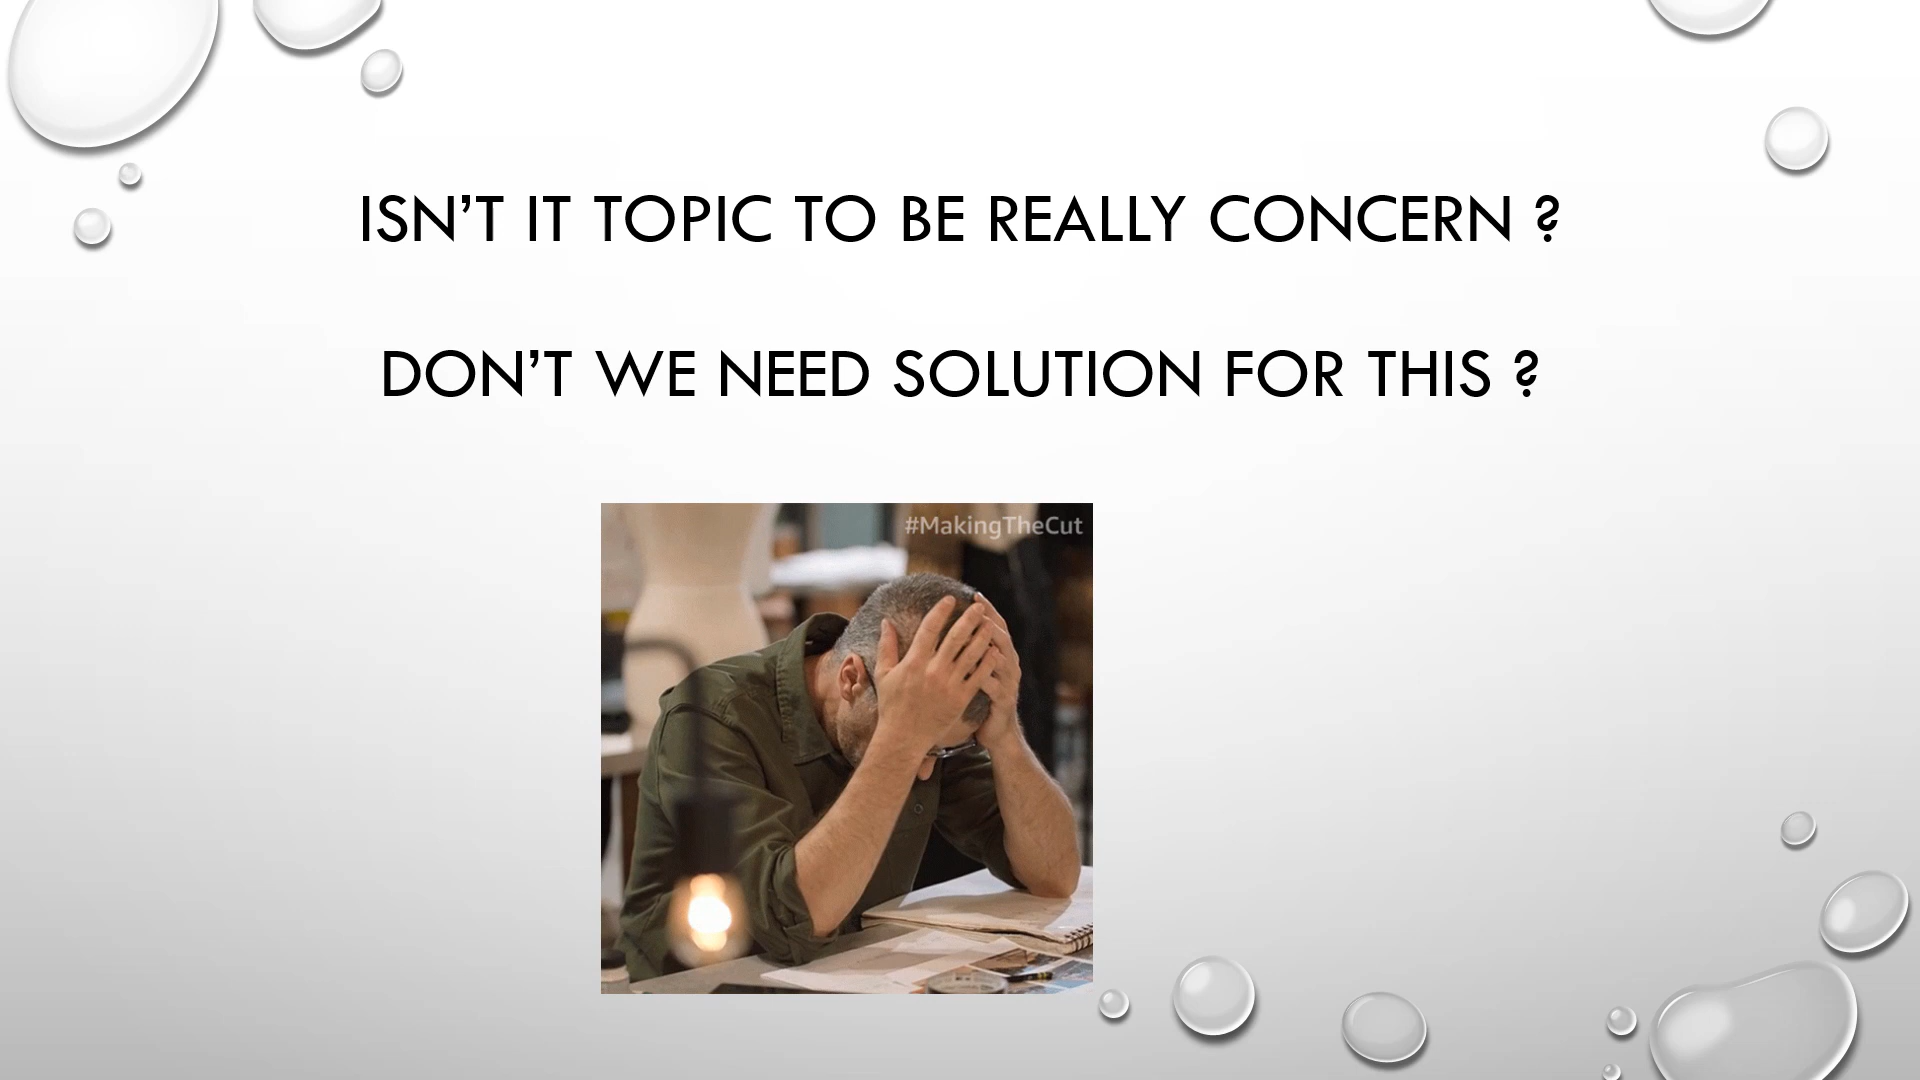 ISN’T IT TOPIC TO BE REALLY CONCERN ?
DON’T WE NEED SOLUTION FOR THIS ?
#MakingTheCut